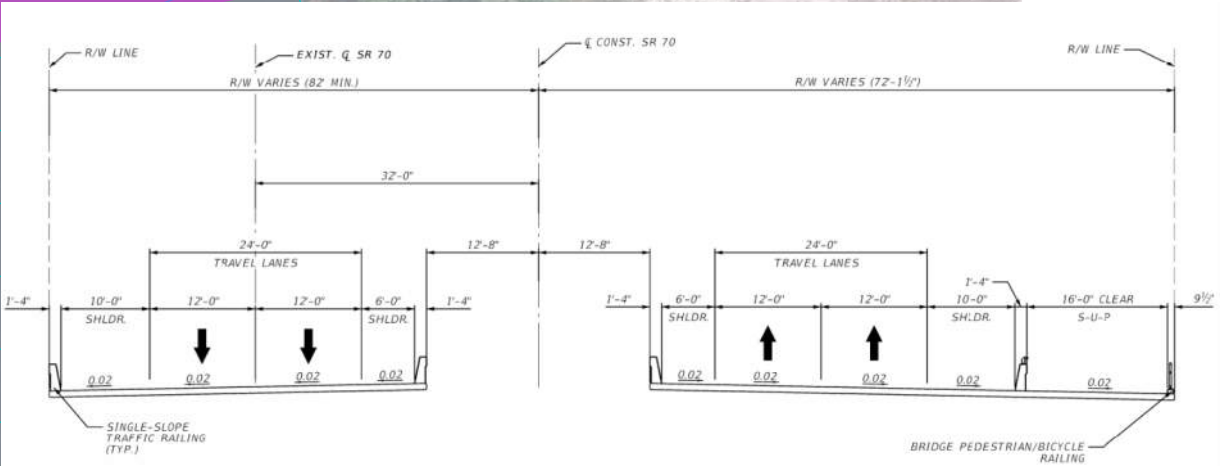 R/W LINE
EXIST. ℄ SR 70
℄ CONST. SR 70
R/W LINE
R/W VARIES (82' MIN.)
R/W VARIES (72'-1½")
32'-0"
24'-0"
TRAVEL LANES
12'-8"
12'-8"
24'-0"
TRAVEL LANES
1'-4"
10'-0"
SHLDR.
12'-0"
12'-0"
6'-0"
SHLDR.
1'-4"
1'-4"
6'-0"
SHLDR.
12'-0"
12'-0"
10'-0"
SHLDR.
1'-4"
16'-0" CLEAR
S-U-P
9½"
0.02
0.02
0.02
0.02
0.02
0.02
0.02
0.02
0.02
SINGLE-SLOPE
TRAFFIC RAILING
(TYP.)
BRIDGE PEDESTRIAN/BICYCLE
RAILING